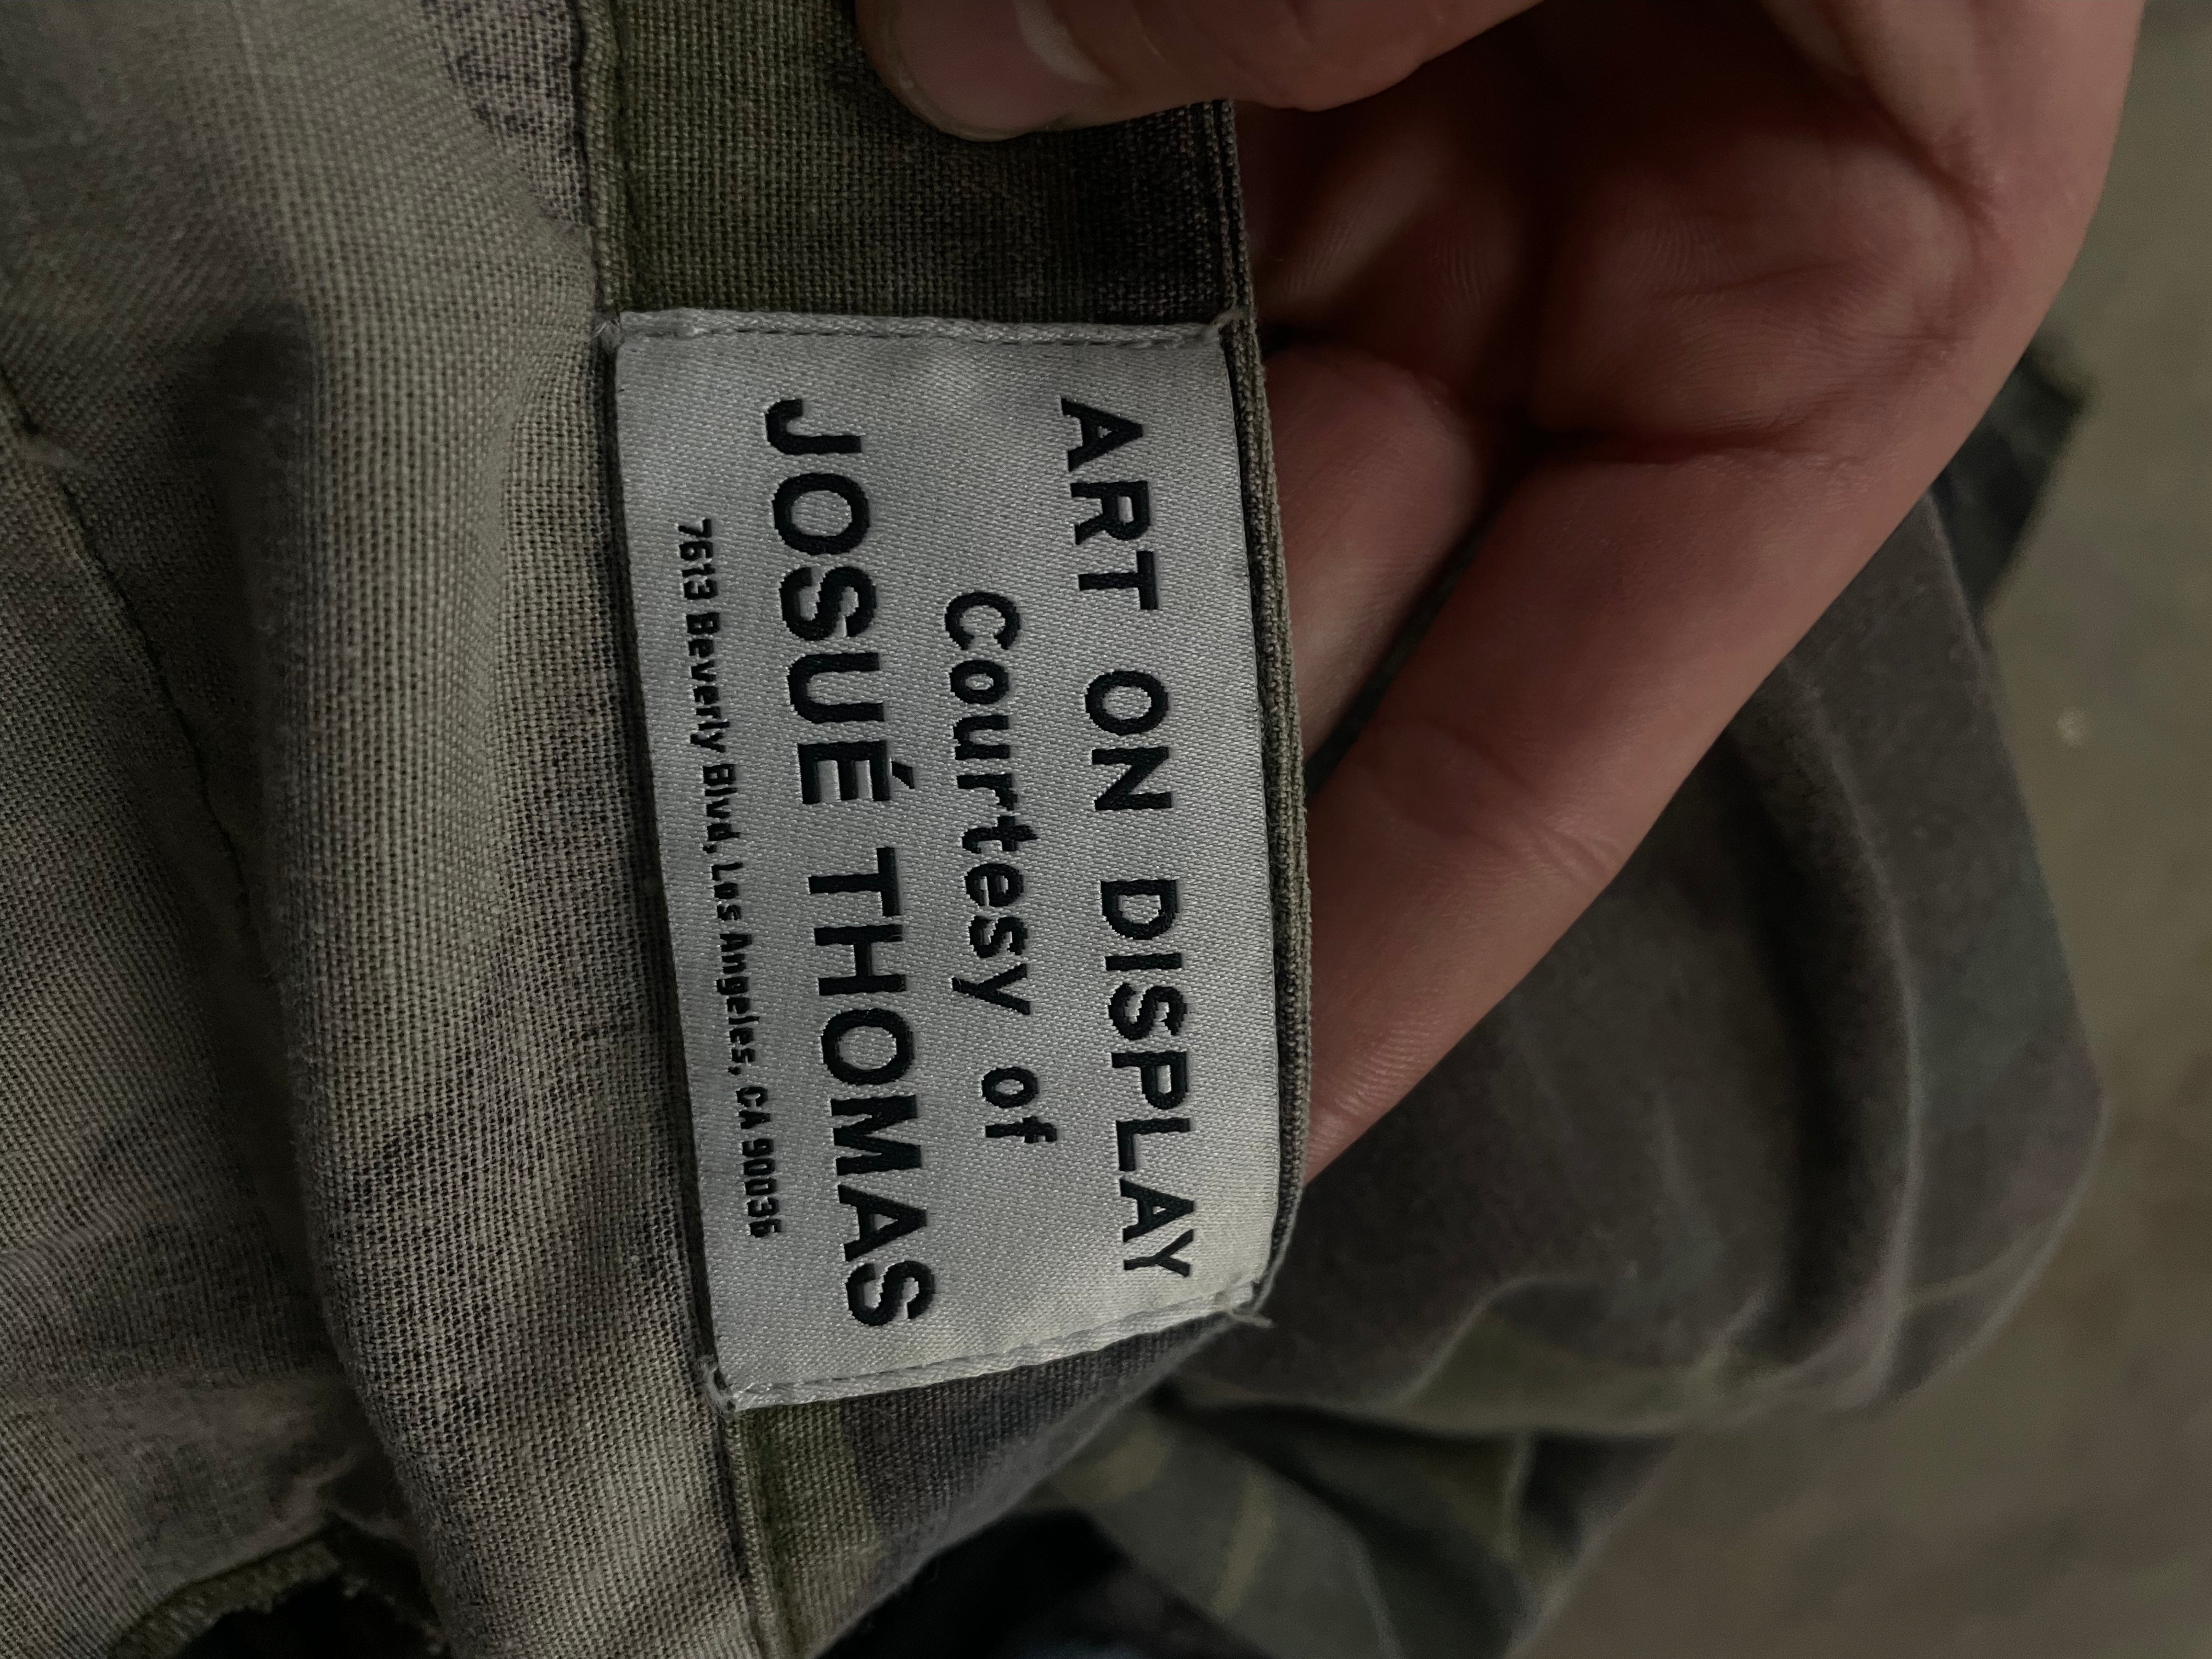 ART ON DISPLAY
Courtesy of
JOSUÉ THOMAS
7613 Beverly Blvd, Los Angeles, CA 90036